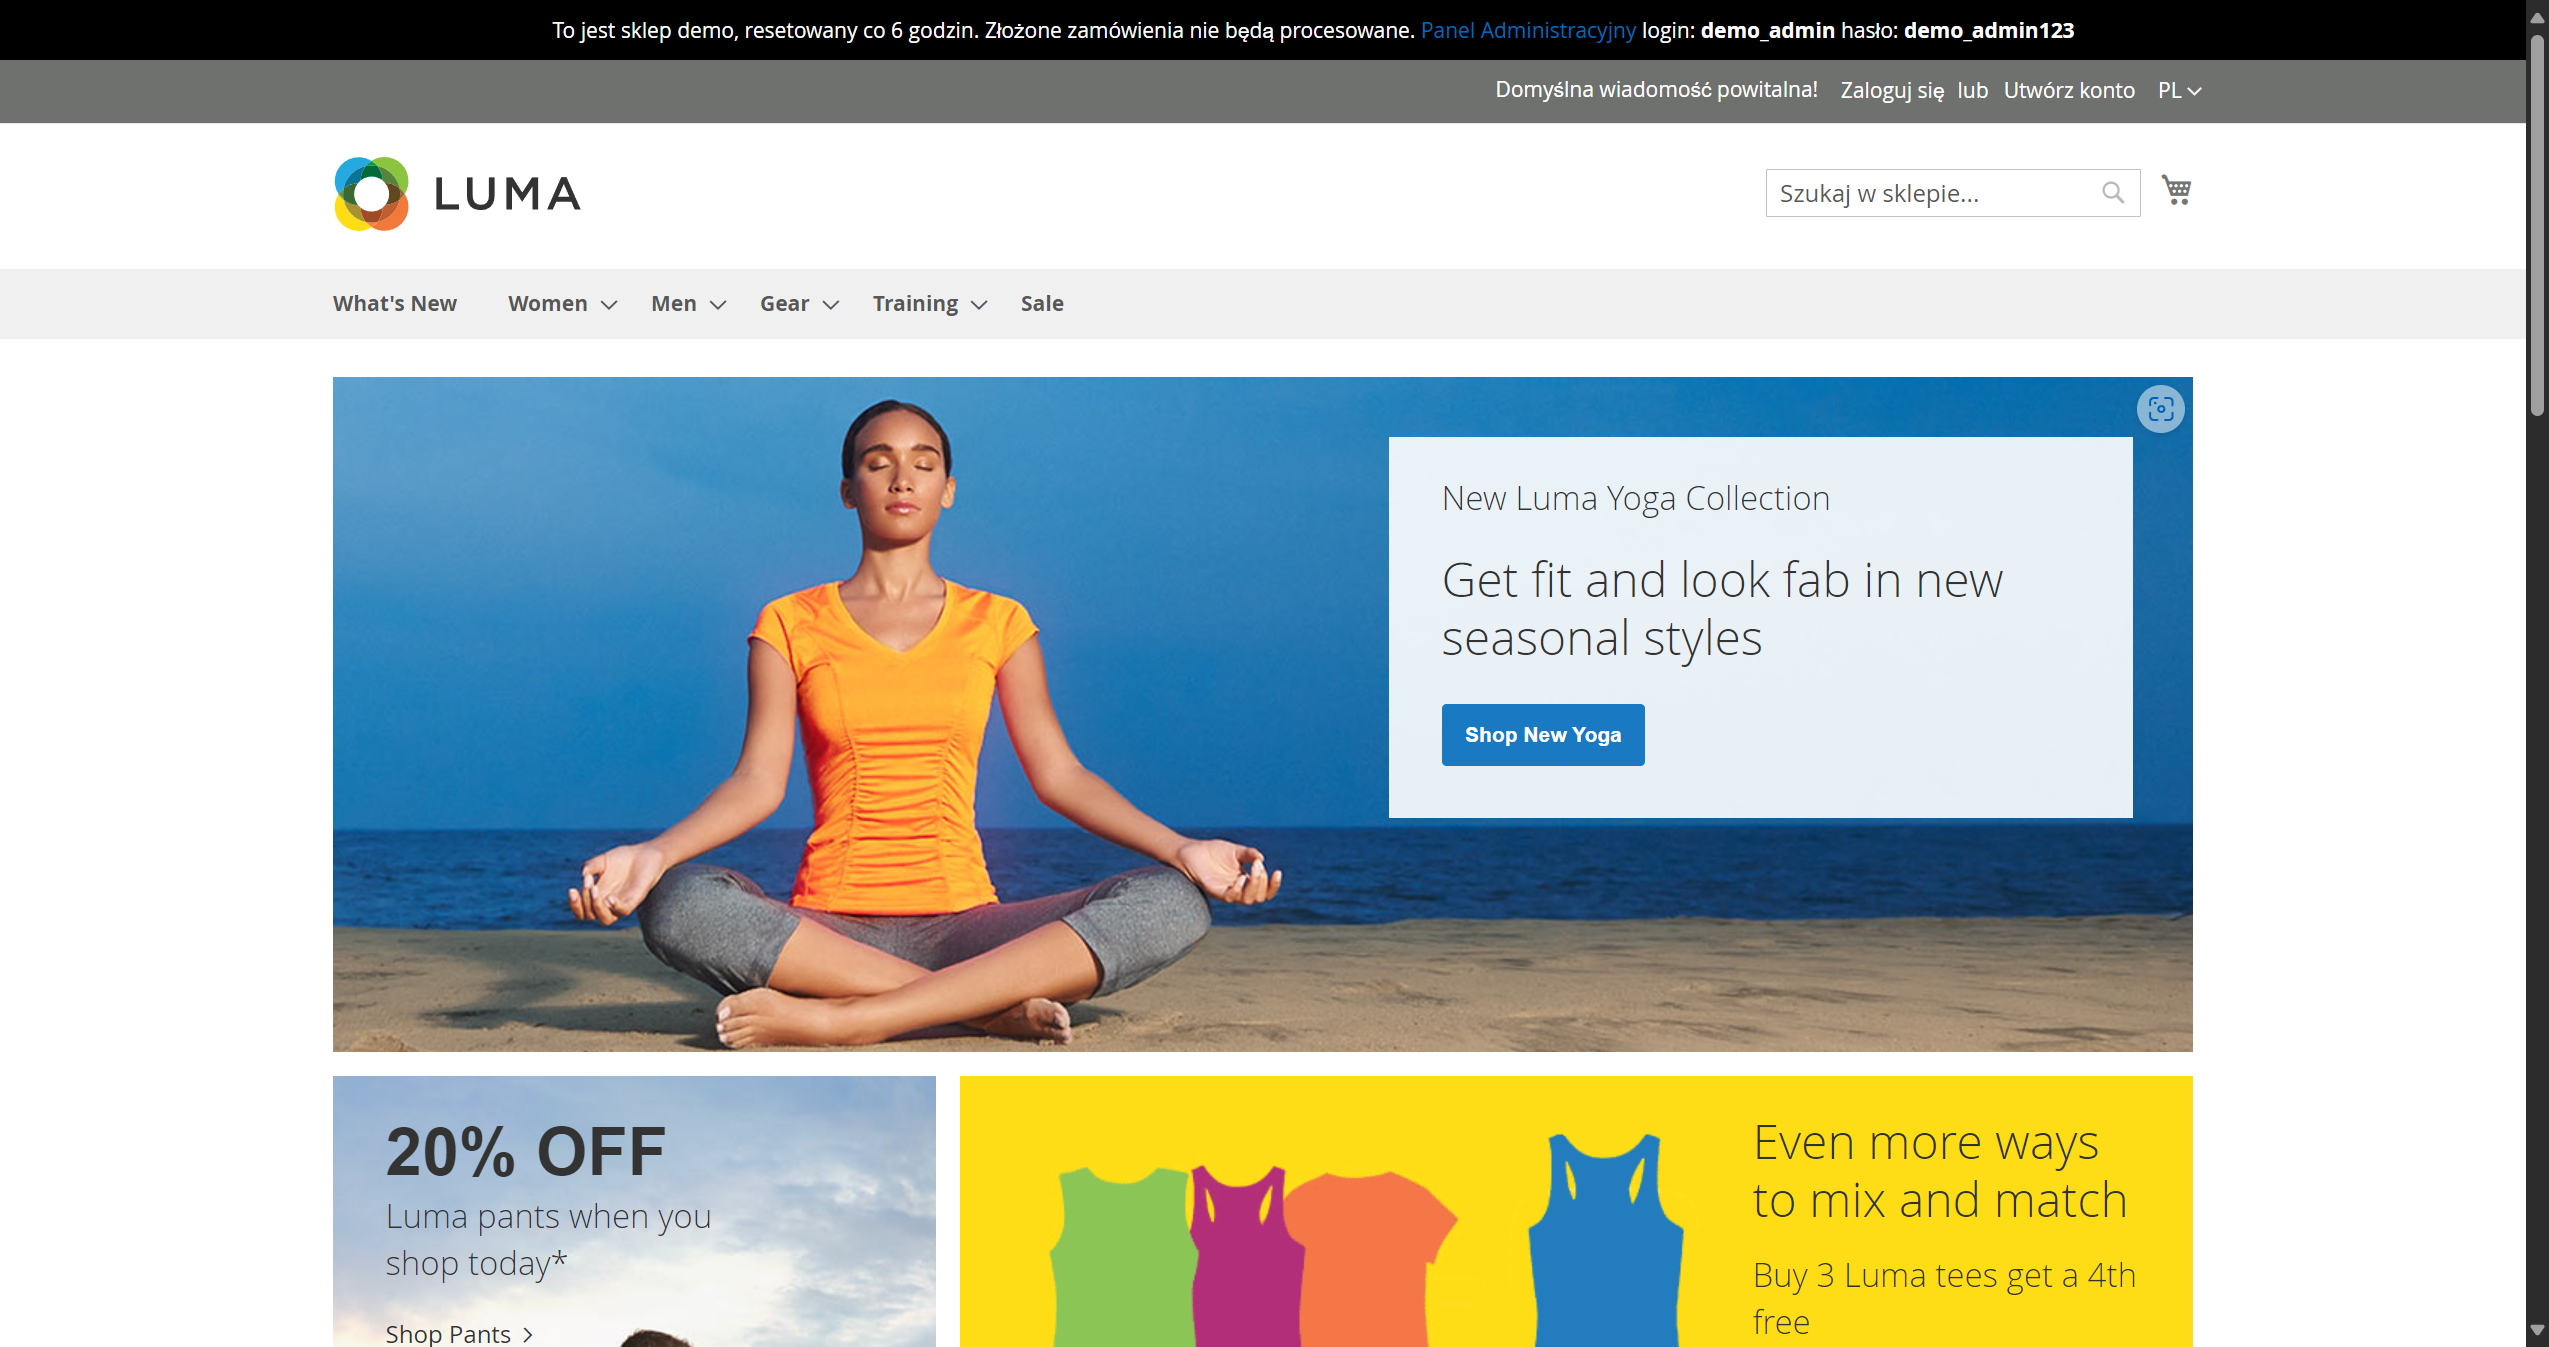 To jest sklep demo, resetowany co 6 godzin. Złożone zamówienia nie będą procesowane. Panel Administracyjny login: demo_admin hasło: demo_admin123
Domyślna wiadomość powitalna! Zaloguj się lub Utwórz konto PL
LUMA
Szukaj w sklepie...
What's New Women Men Gear Training Sale
New Luma Yoga Collection
Get fit and look fab in new
seasonal styles
Shop New Yoga
20% OFF
Luma pants when you
shop today*
Shop Pants
Even more ways
to mix and match
Buy 3 Luma tees get a 4th
free